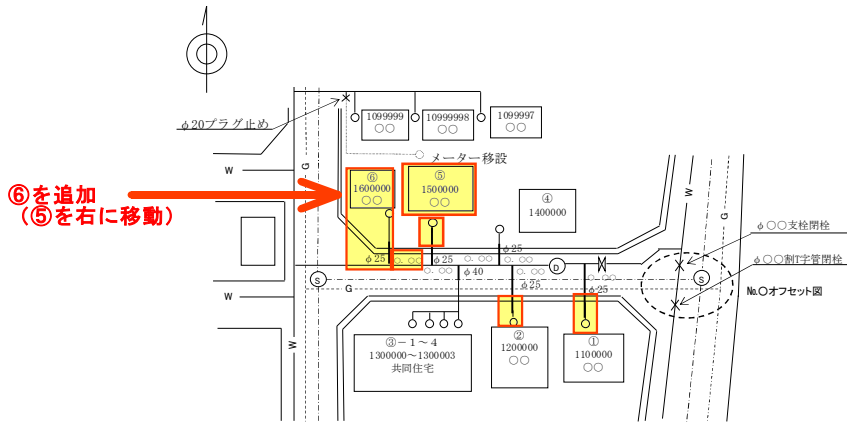 1099999
○○
10999998
○○
1099997
○○
φ20プラグ止め
メーター移設
G
W
⑥を追加
(⑤を右に移動)
⑥
1600000
○○
⑤
1500000
○○
④
1400000
W
G
φ○○支栓閉栓
φ25
φ25
φ25
○.○○
○.○○
○.○○
○.○○
○.○○
D
φ○○割T字管閉栓
S
G
φ40
φ25
φ25
S
№○オフセット図
W
W
③-1~4
1300000~1300003
共同住宅
②
1200000
○○
①
1100000
○○